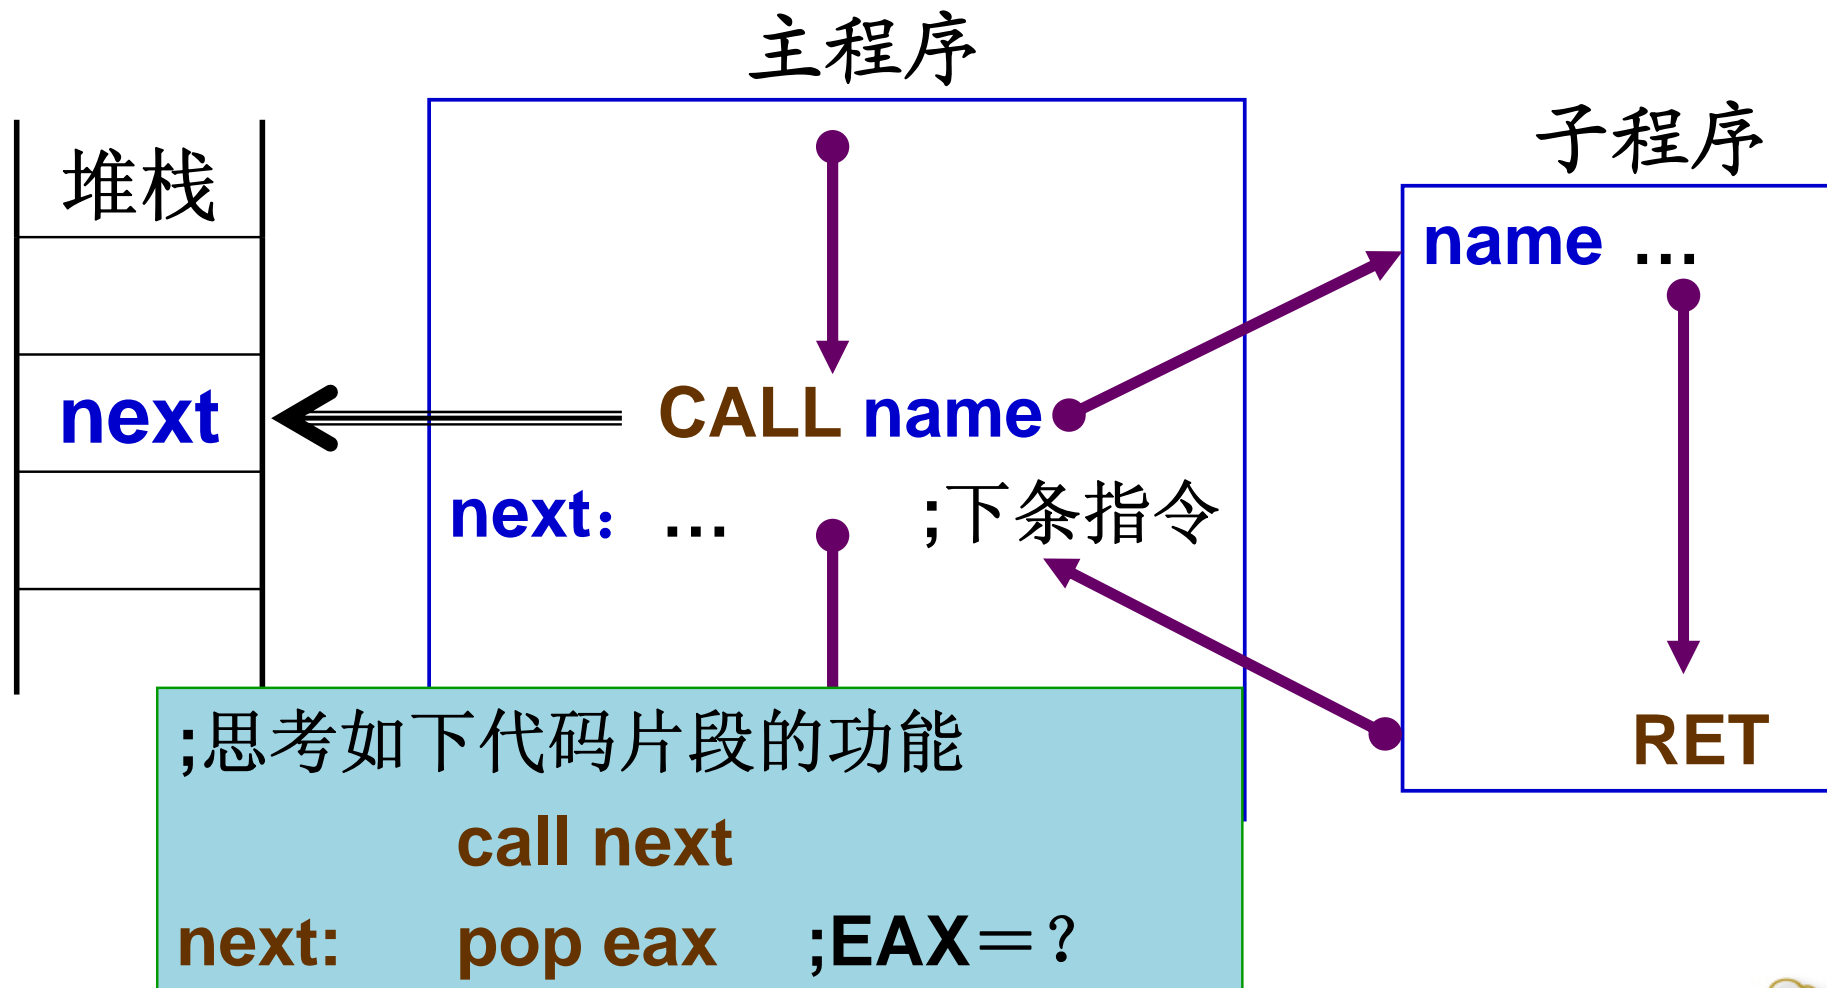 主程序
子程序
堆栈
name …
next
CALL name
next： … ;下条指令
RET
;思考如下代码片段的功能
call next
next: pop eax ;EAX＝？